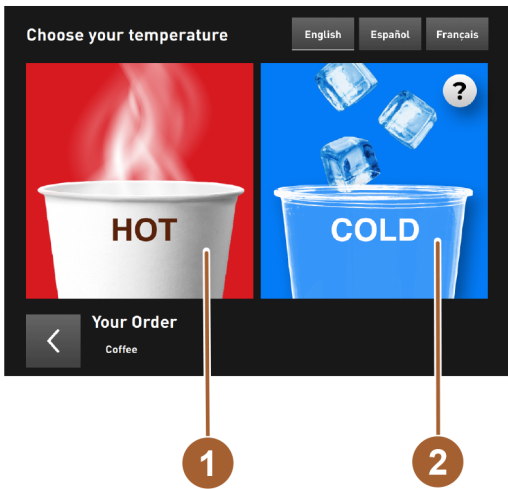 Choose your temperature
English Español Français
?
HOT
COLD
Your Order
Coffee
1
2